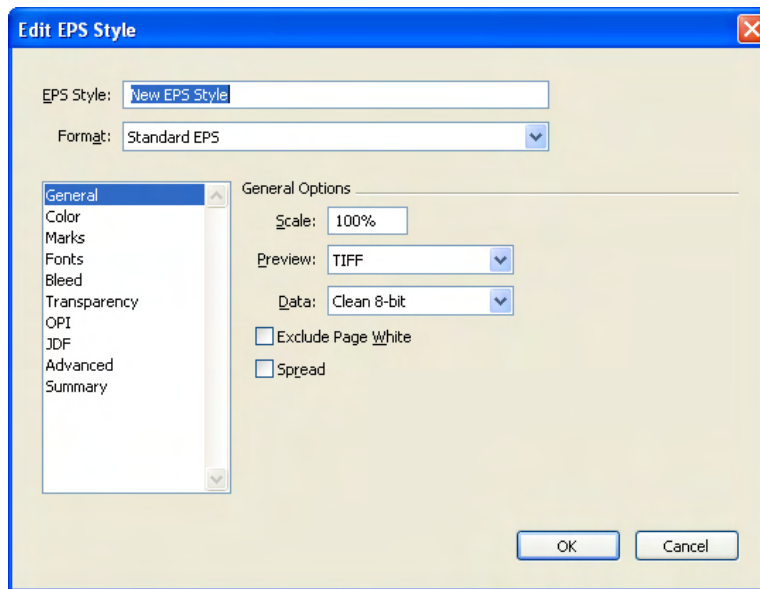 Edit EPS Style
EPS Style: New EPS Style
Format: Standard EPS
General
Color
Marks
Fonts
Bleed
Transparency
OPI
JDF
Advanced
Summary
General Options
Scale: 100%
Preview: TIFF
Data: Clean 8-bit
Exclude Page White
Spread
OK Cancel